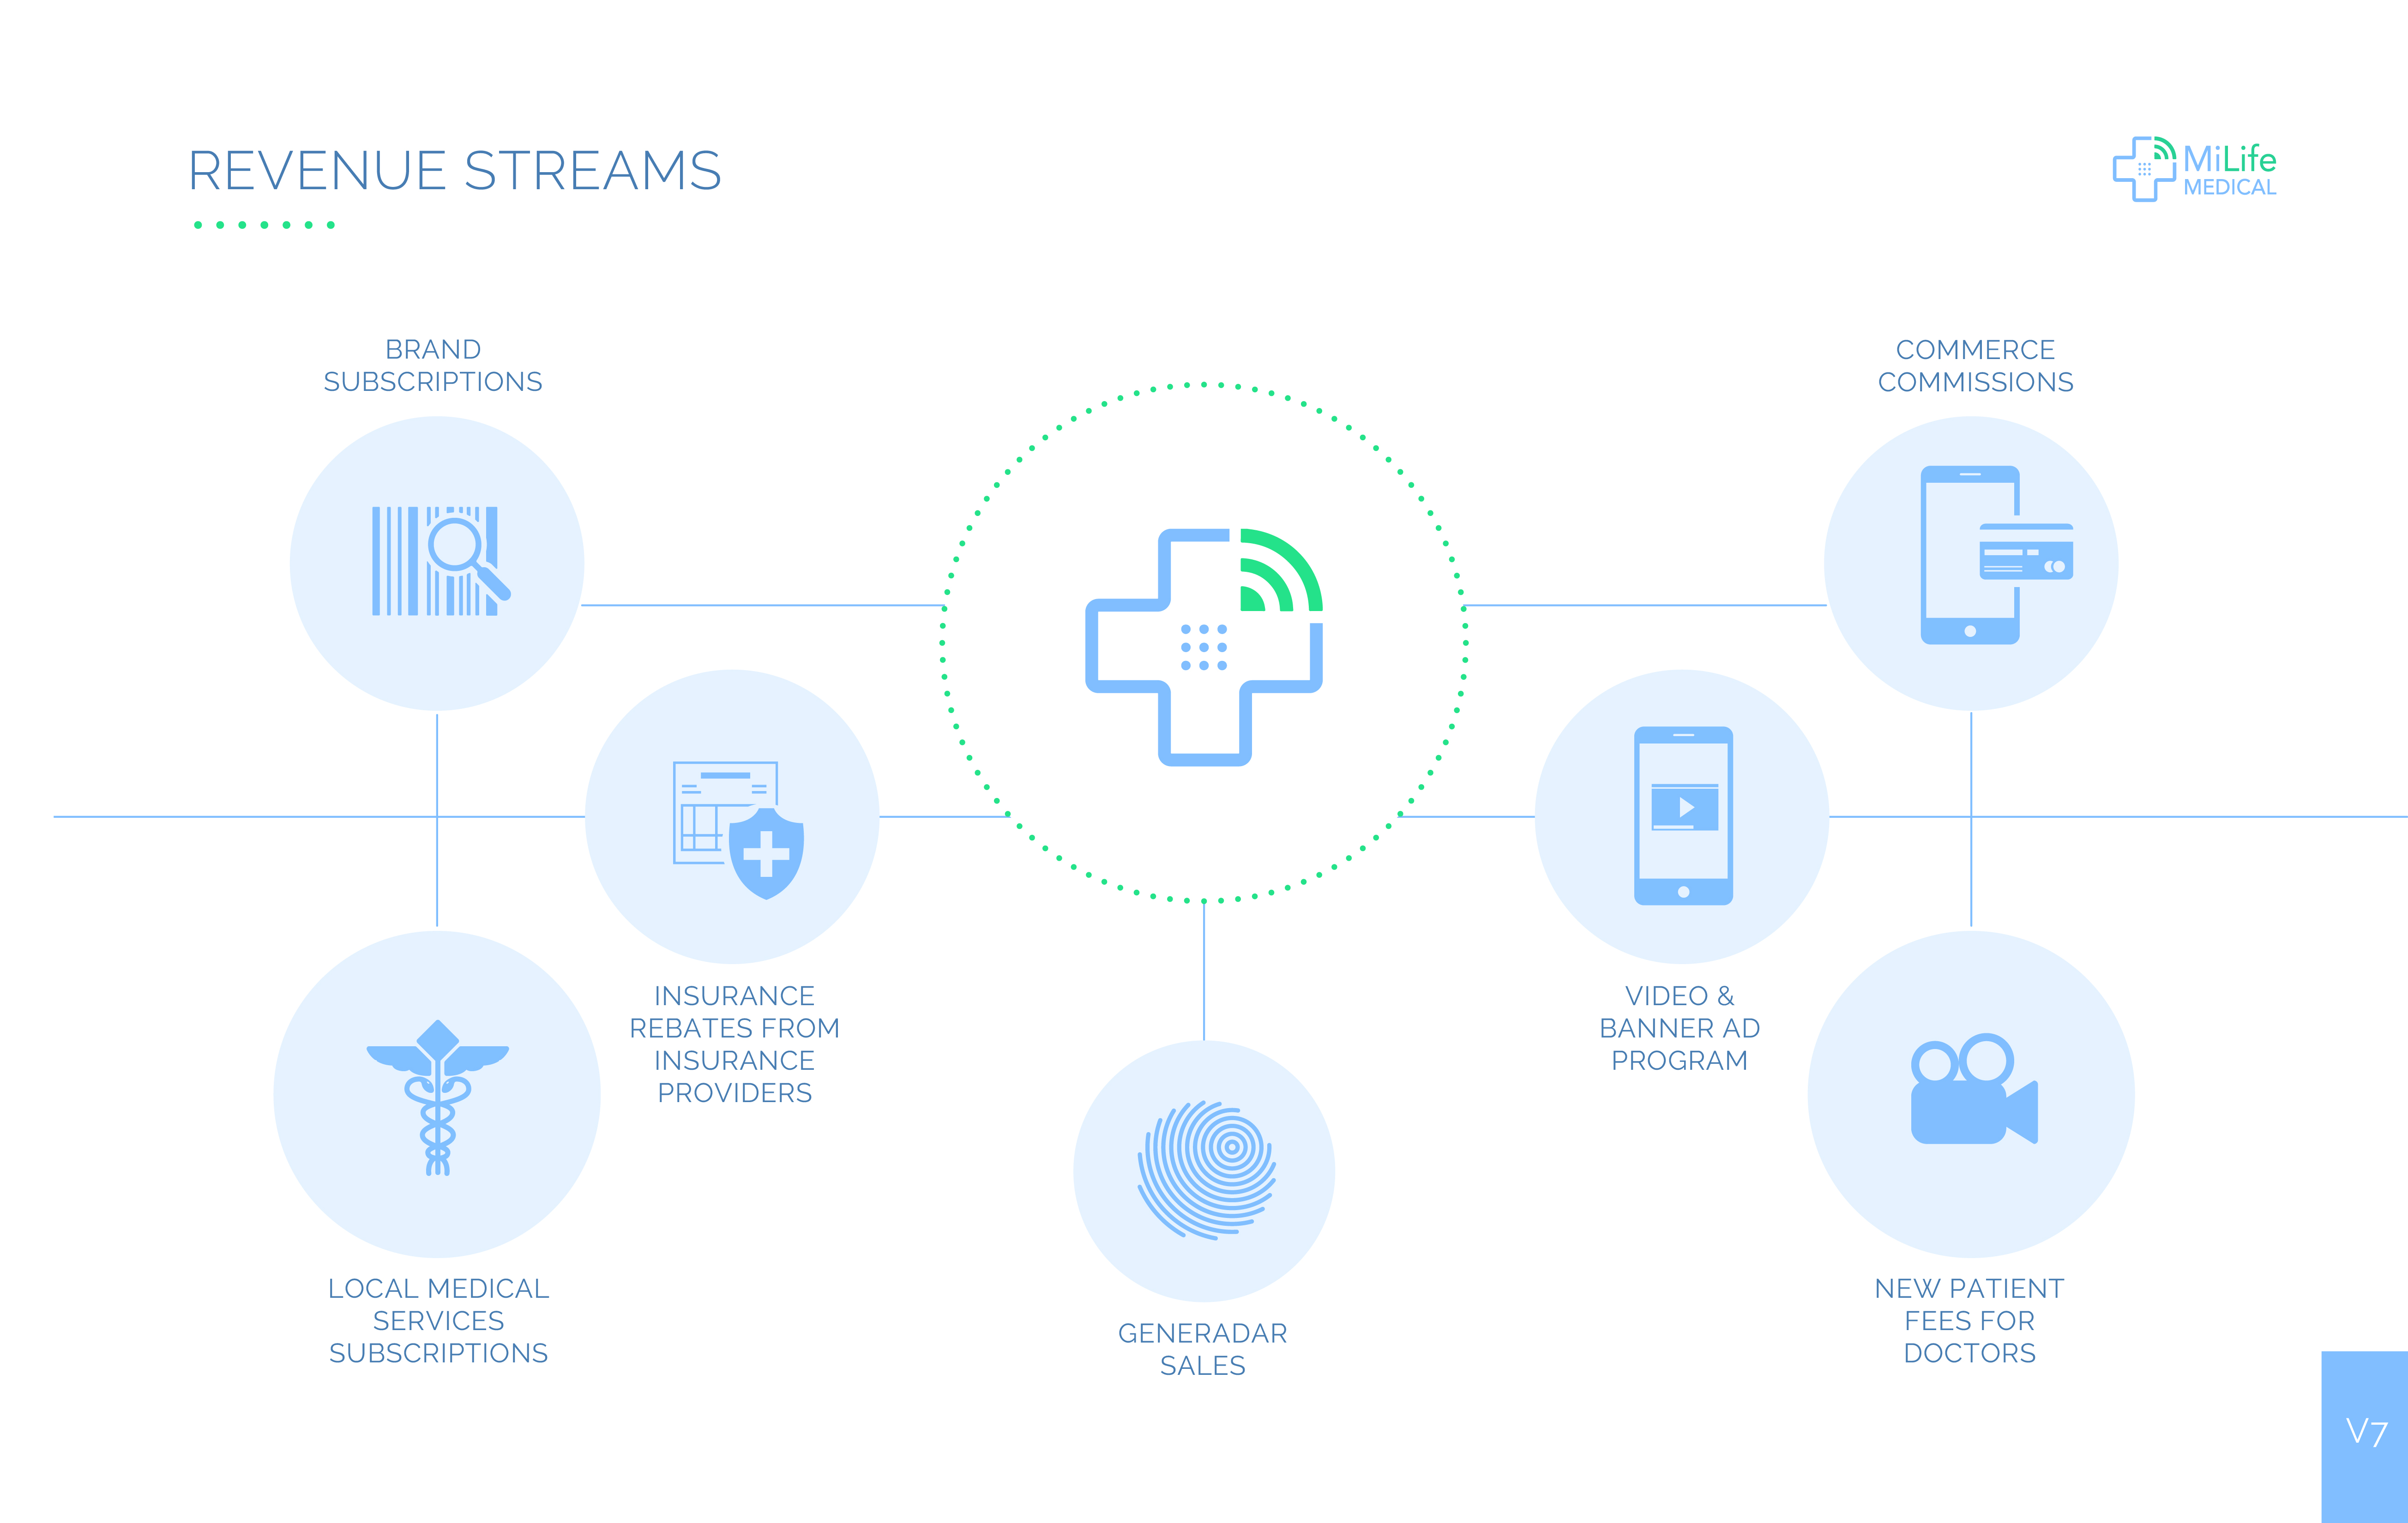 REVENUE STREAMS
MiLife
MEDICAL
BRAND
SUBSCRIPTIONS
COMMERCE
COMMISSIONS
INSURANCE
REBATES FROM
INSURANCE
PROVIDERS
VIDEO &
BANNER AD
PROGRAM
LOCAL MEDICAL
SERVICES
SUBSCRIPTIONS
GENERADAR
SALES
NEW PATIENT
FEES FOR
DOCTORS
V7